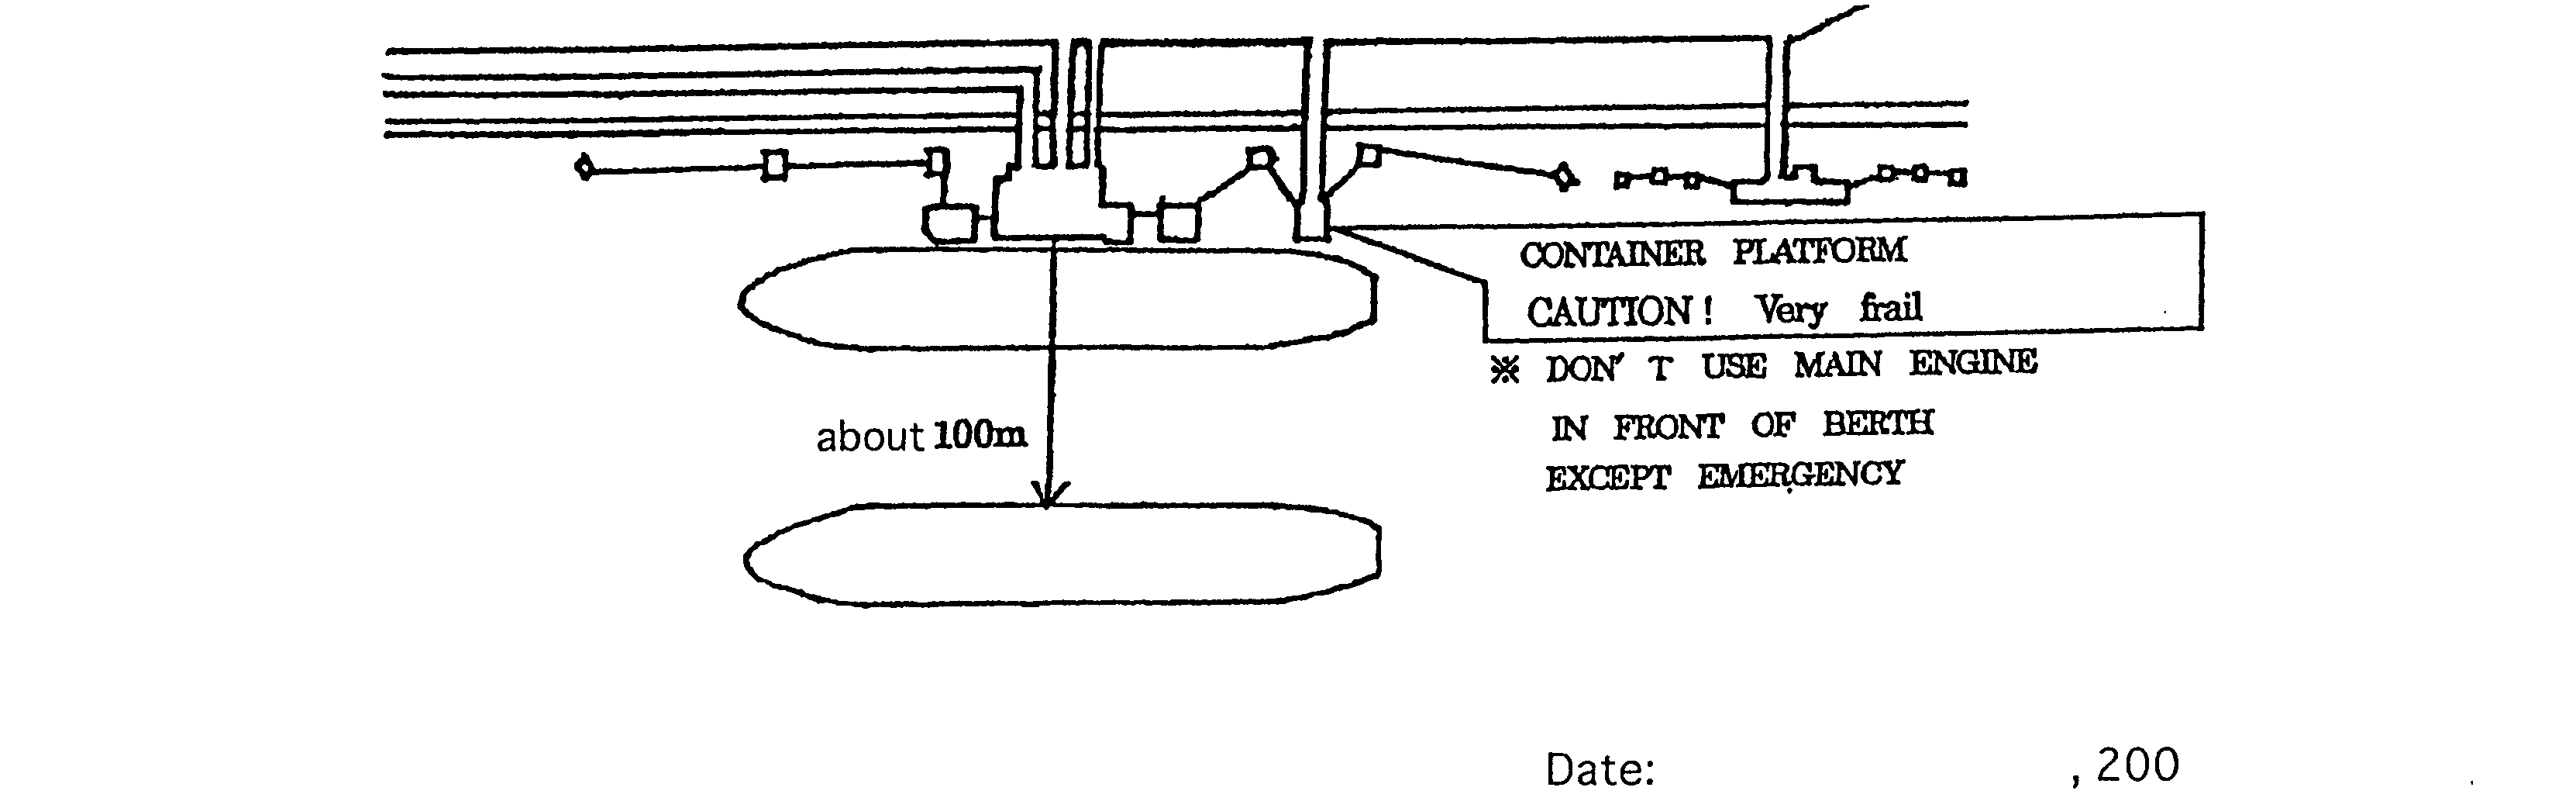 CONTAINER PLATFORM
CAUTION! Very frail
※ DON'T USE MAIN ENGINE
IN FRONT OF BERTH
EXCEPT EMERGENCY
about 100m
Date: , 200